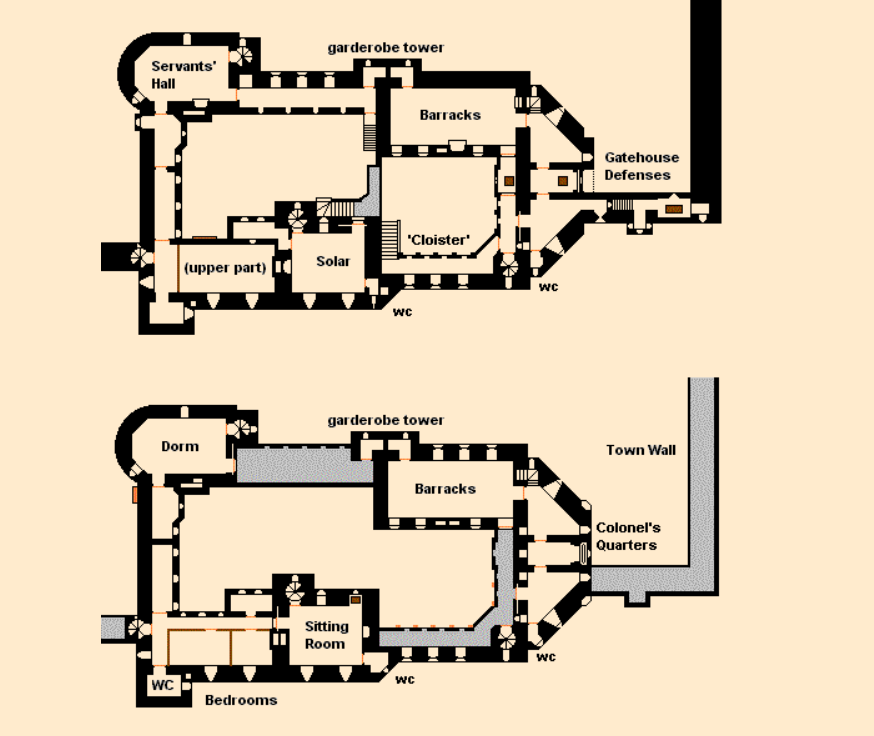 garderobe tower
Servants'
Hall
Barracks
Gatehouse
Defenses
'Cloister'
(upper part)
Solar
wc
wc
garderobe tower
Dorm
Town Wall
Barracks
Colonel's
Quarters
Sitting
Room
wc
wc
WC
Bedrooms